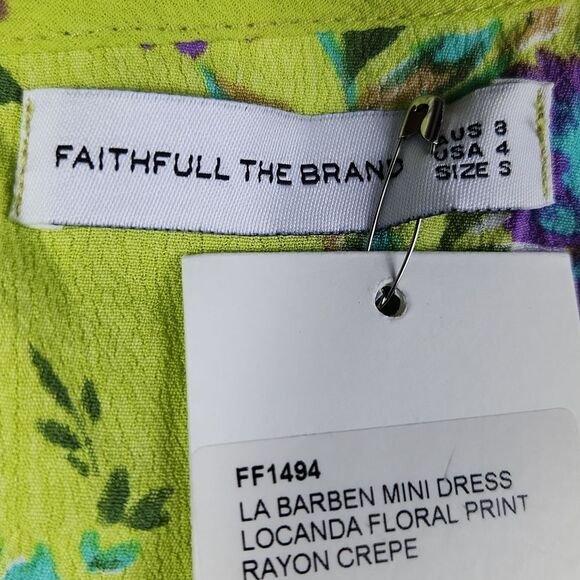 FAITHFULL THE BRAND
AUS 8
USA 4
SIZE S
FF1494
LA BARBEN MINI DRESS
LOCANDA FLORAL PRINT
RAYON CREPE